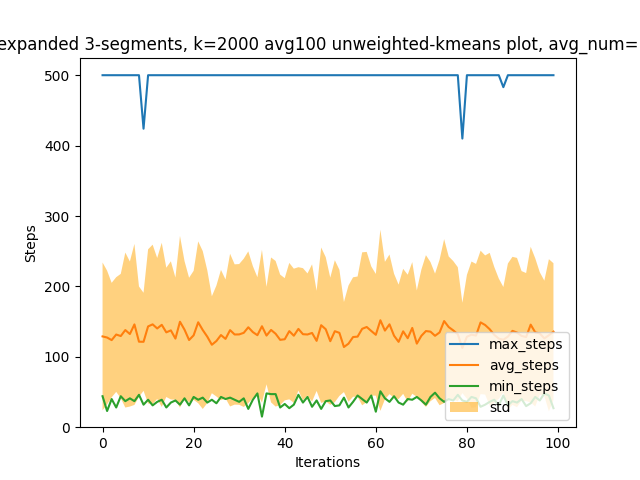 expanded 3-segments, k=2000 avg100 unweighted-kmeans plot, avg_num=
500
400
300
200
100
0
Steps
0 20 40 60 80 100
Iterations
max_steps
avg_steps
min_steps
std